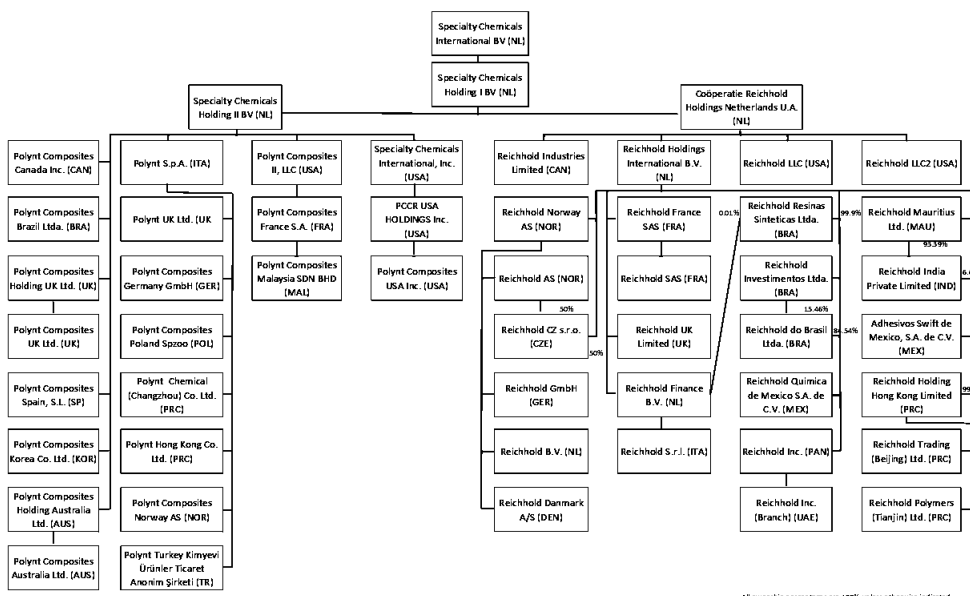 Specialty Chemicals
International BV (NL)
Specialty Chemicals
Holding I BV (NL)
Specialty Chemicals
Holding II BV (NL)
Coöperatie Reichhold
Holdings Netherlands U.A.
(NL)
Polynt Composites
Canada Inc. (CAN)
Polynt S.p.A. (ITA)
Polynt Composites
II, LLC (USA)
Specialty Chemicals
International, Inc.
(USA)
Reichhold Industries
Limited (CAN)
Reichhold Holdings
International B.V.
(NL)
Reichhold LLC (USA)
Reichhold LLC2 (USA)
Polynt Composites
Brazil Ltda. (BRA)
Polynt UK Ltd. (UK
Polynt Composites
France S.A. (FRA)
PCCR USA
HOLDINGS Inc.
(USA)
Reichhold Norway
AS (NOR)
Reichhold France
SAS (FRA)
0.01%
Reichhold Resinas
Sinteticas Ltda.
(BRA)
99.9%
Reichhold Mauritius
Ltd. (MAU)
93.39%
Polynt Composites
Holding UK Ltd. (UK)
Polynt Composites
Germany GmbH (GER)
Polynt Composites
Malaysia SDN BHD
(MAL)
Polynt Composites
USA Inc. (USA)
Reichhold AS (NOR)
Reichhold SAS (FRA)
Reichhold
Investimentos Ltda.
(BRA)
Reichhold India
Private Limited (IND)
50%
15.46%
Polynt Composites
UK Ltd. (UK)
Polynt Composites
Poland Spzoo (POL)
Reichhold CZ s.r.o.
(CZE)
50%
Reichhold UK
Limited (UK)
Reichhold do Brasil
Ltda. (BRA)
84.54%
Adhesivos Swift de
Mexico, S.A. de C.V.
(MEX)
Polynt Composites
Spain, S.L. (SP)
Polynt Chemical
(Changzhou) Co. Ltd.
(PRC)
Reichhold GmbH
(GER)
Reichhold Finance
B.V. (NL)
Reichhold Quimica
de Mexico S.A. de
C.V. (MEX)
Reichhold Holding
Hong Kong Limited
(PRC)
99
Polynt Composites
Korea Co. Ltd. (KOR)
Polynt Hong Kong Co.
Ltd. (PRC)
Reichhold B.V. (NL)
Reichhold S.r.l. (ITA)
Reichhold Inc. (PAN)
Reichhold Trading
(Beijing) Ltd. (PRC)
Polynt Composites
Holding Australia
Ltd. (AUS)
Polynt Composites
Norway AS (NOR)
Reichhold Danmark
A/S (DEN)
Reichhold Inc.
(Branch) (UAE)
Reichhold Polymers
(Tianjin) Ltd. (PRC)
Polynt Composites
Australia Ltd. (AUS)
Polynt Turkey Kimyevi
Ürünler Ticaret
Anonim Şirketi (TR)